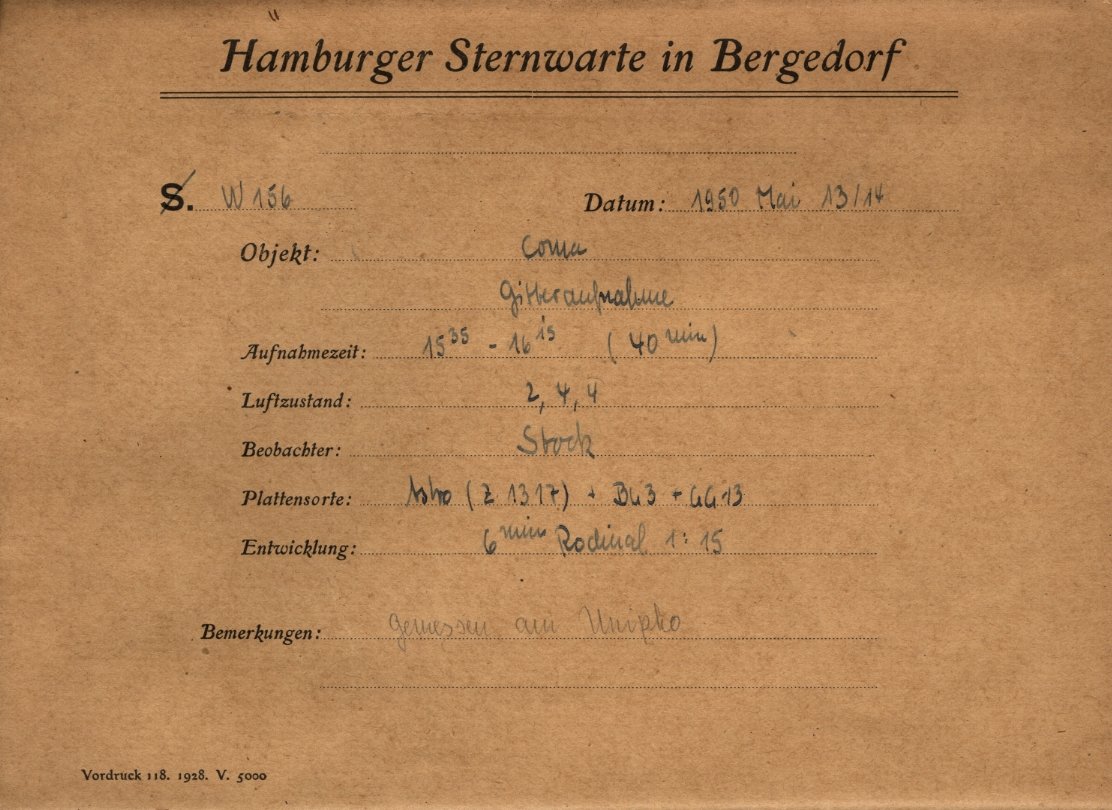 Hamburger Sternwarte in Bergedorf
S. W 156 Datum: 1950 Mai 13/14
Objekt: Coma
Gitteraufnahme
Aufnahmezeit: 15 35 - 16 15 (40 min)
Luftzustand: 2, 4, 4
Beobachter: Stock
Plattensorte: Astro (Z 1317) + BG3 + GG13
Entwicklung: 6 min Rodinal 1:15
Bemerkungen: gemessen am
Vordruck 118. 1928. V. 5000